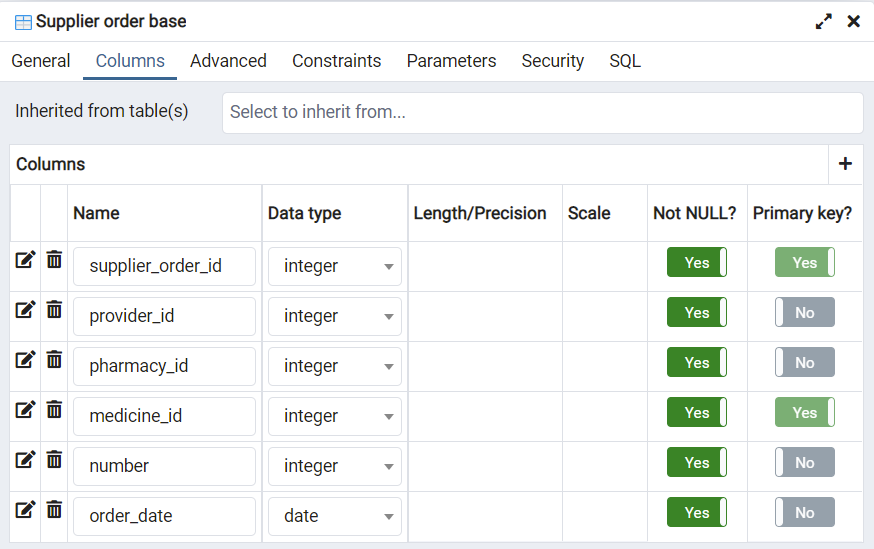 Supplier order base
General Columns Advanced Constraints Parameters Security SQL
Inherited from table(s) Select to inherit from...
Columns
Name Data type Length/Precision Scale Not NULL? Primary key?
supplier_order_id integer Yes Yes
provider_id integer Yes No
pharmacy_id integer Yes No
medicine_id integer Yes Yes
number integer Yes No
order_date date Yes No